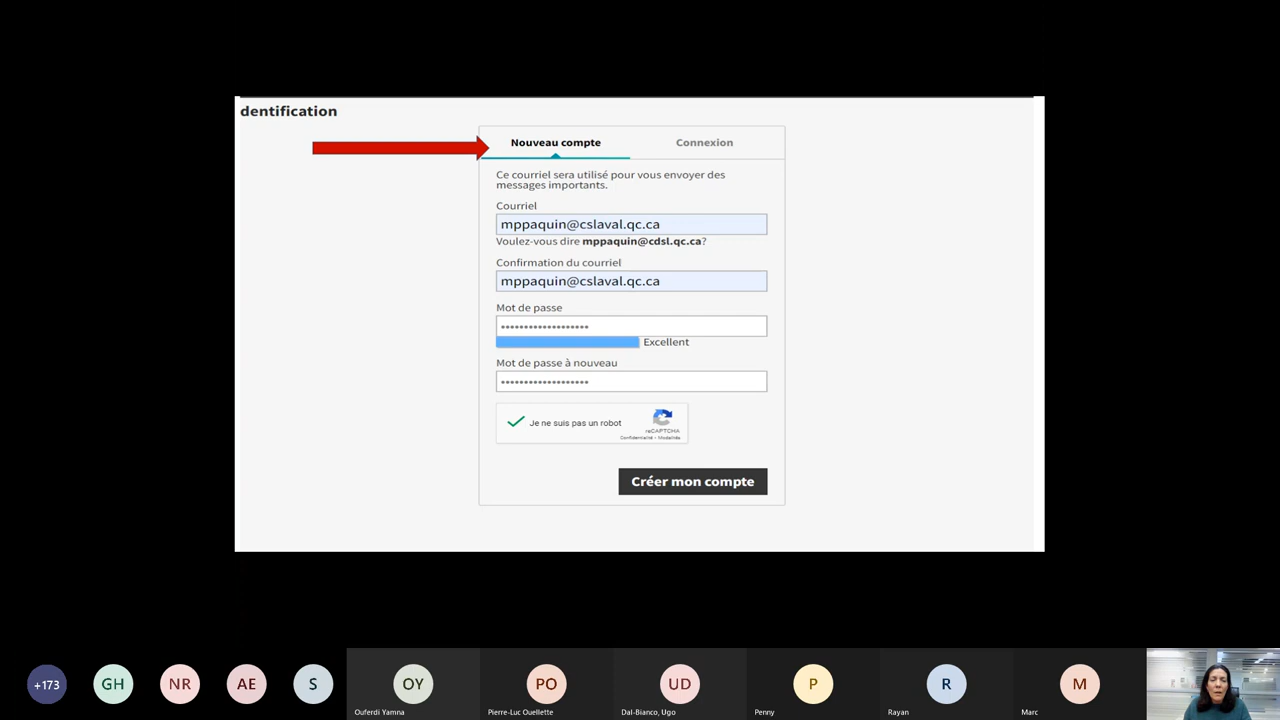 dentification
Nouveau compte
Connexion
Ce courriel sera utilisé pour vous envoyer des
messages importants.
Courriel
mppaquin@cslaval.qc.ca
Voulez-vous dire mppaquin@cdsl.qc.ca?
Confirmation du courriel
mppaquin@cslaval.qc.ca
Mot de passe
•••••••••••••••••••
Excellent
Mot de passe à nouveau
•••••••••••••••••••
Je ne suis pas un robot
reCAPTCHA
Confidentialité - Modalités
Créer mon compte
+173
GH
NR
AE
S
OY
PO
UD
P
R
M
Ouferdi Yamna
Pierre-Luc Ouellette
Dal-Bianco, Ugo
Penny
Rayan
Marc